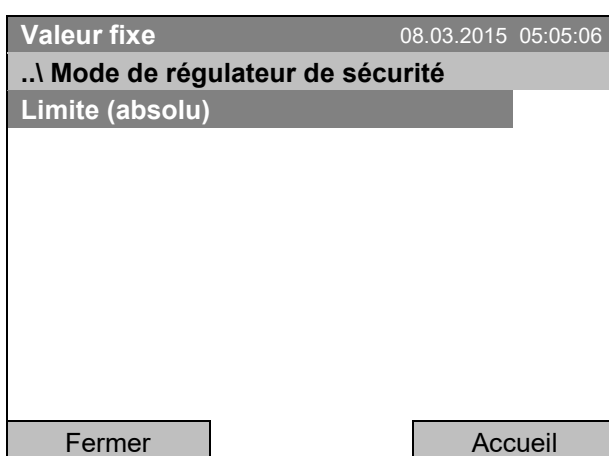 Valeur fixe 08.03.2015 05:05:06
..\ Mode de régulateur de sécurité
Limite (absolu)
Fermer Accueil